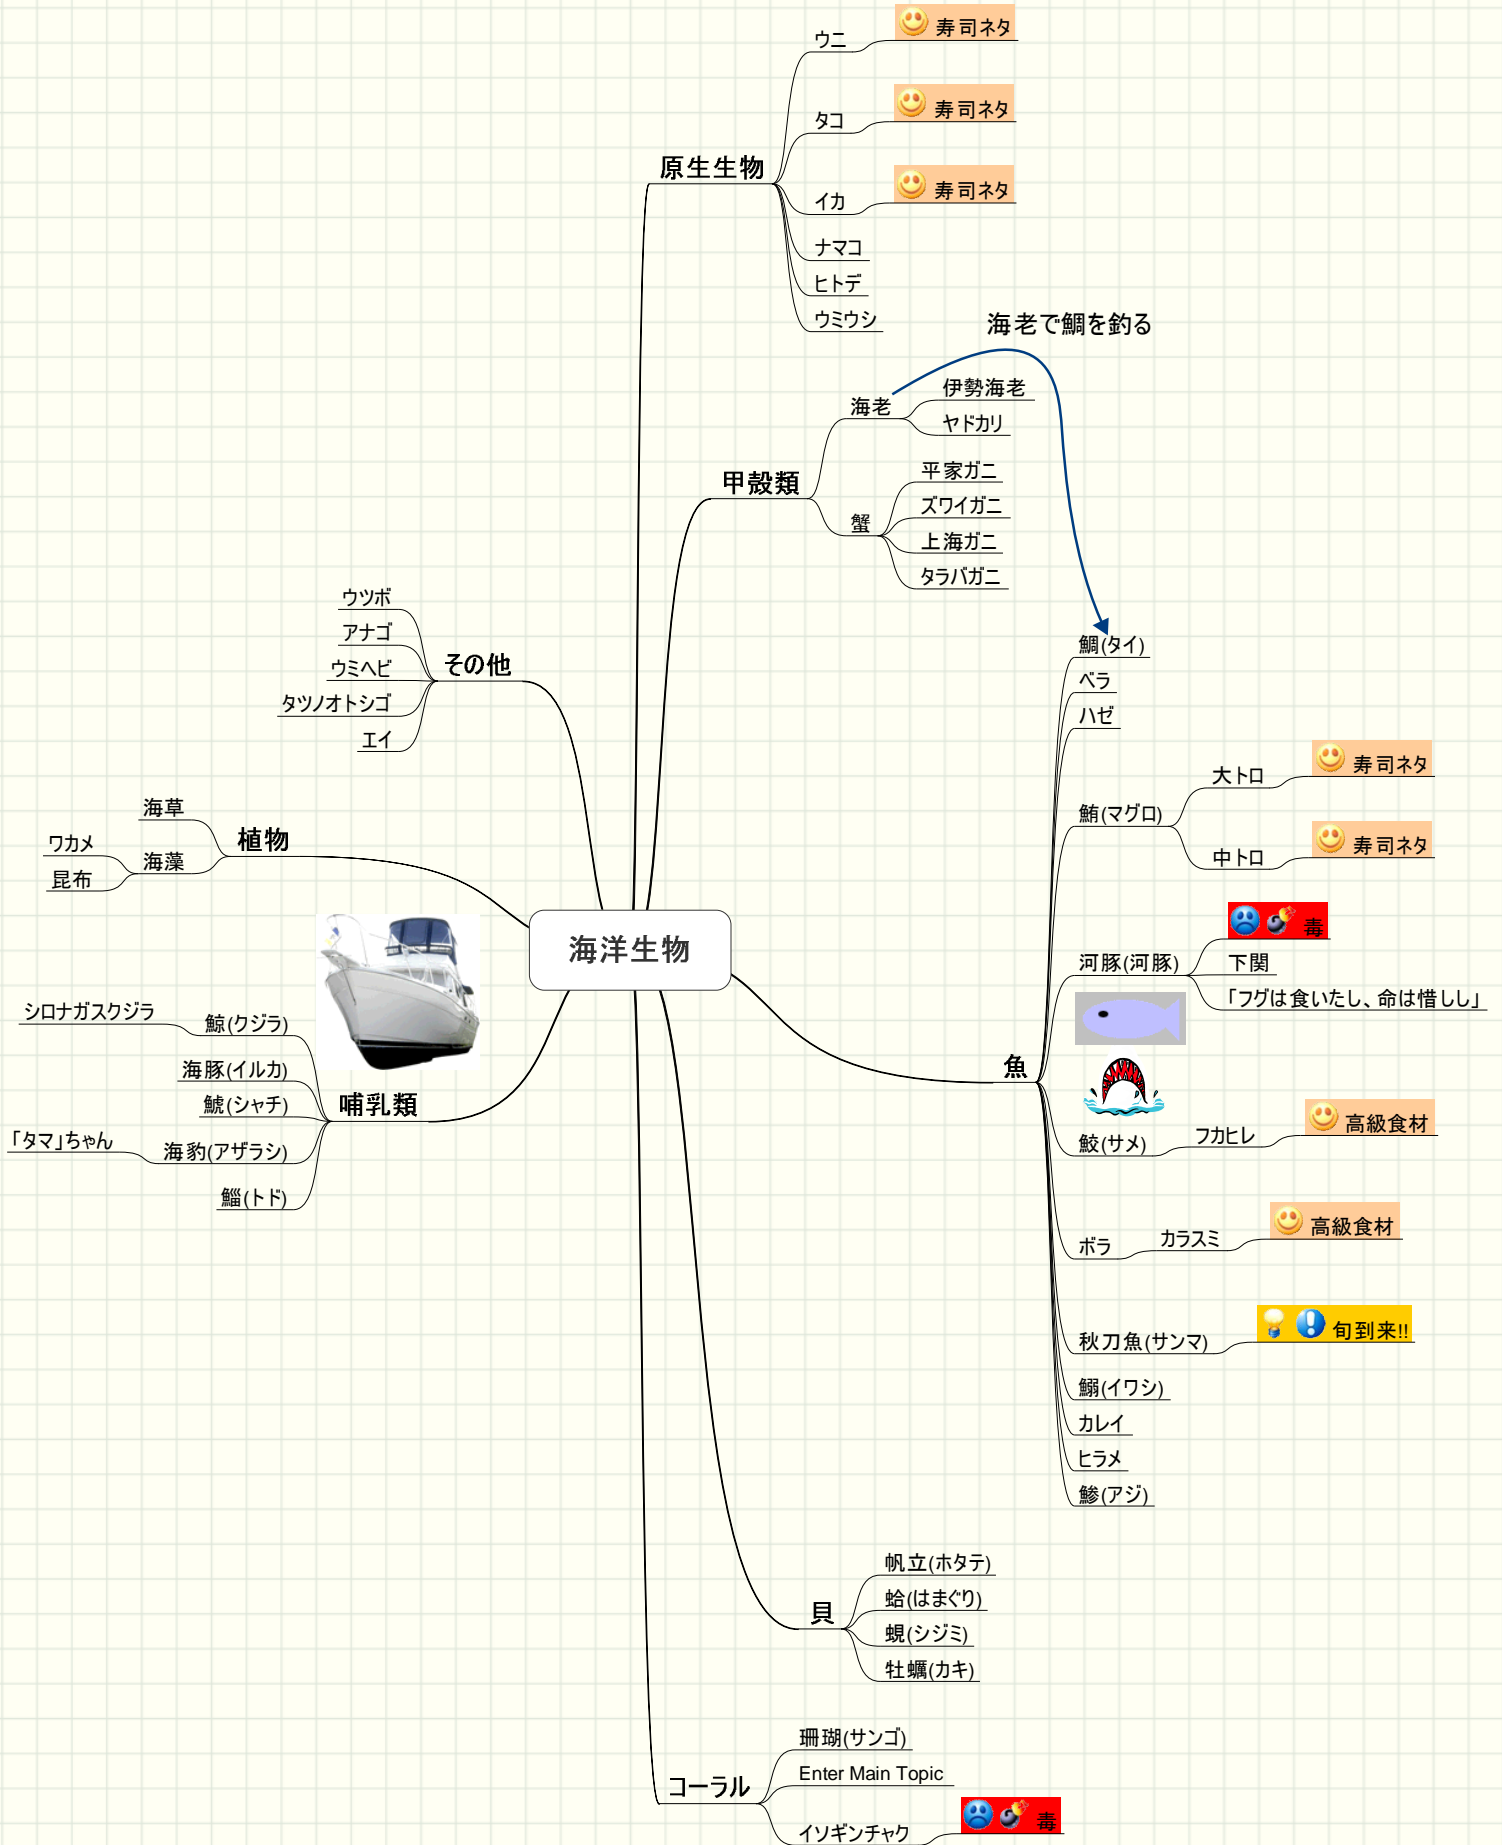 海洋生物
原生生物
ウニ
寿司ネタ
タコ
寿司ネタ
イカ
寿司ネタ
ナマコ
ヒトデ
ウミウシ
海老で鯛を釣る
甲殻類
海老
伊勢海老
ヤドカリ
蟹
平家ガニ
ズワイガニ
上海ガニ
タラバガニ
魚
鯛(タイ)
ベラ
ハゼ
鮪(マグロ)
大トロ
寿司ネタ
中トロ
寿司ネタ
河豚(河豚)
毒
下関
「フグは食いたし、命は惜しし」
鮫(サメ)
フカヒレ
高級食材
ボラ
カラスミ
高級食材
秋刀魚(サンマ)
旬到来!!
鰯(イワシ)
カレイ
ヒラメ
鯵(アジ)
貝
帆立(ホタテ)
蛤(はまぐり)
蜆(シジミ)
牡蠣(カキ)
コーラル
珊瑚(サンゴ)
Enter Main Topic
イソギンチャク
毒
その他
ウツボ
アナゴ
ウミヘビ
タツノオトシゴ
エイ
植物
海草
海藻
ワカメ
昆布
哺乳類
鯨(クジラ)
シロナガスクジラ
海豚(イルカ)
鯱(シャチ)
海豹(アザラシ)
「タマ」ちゃん
鯔(トド)